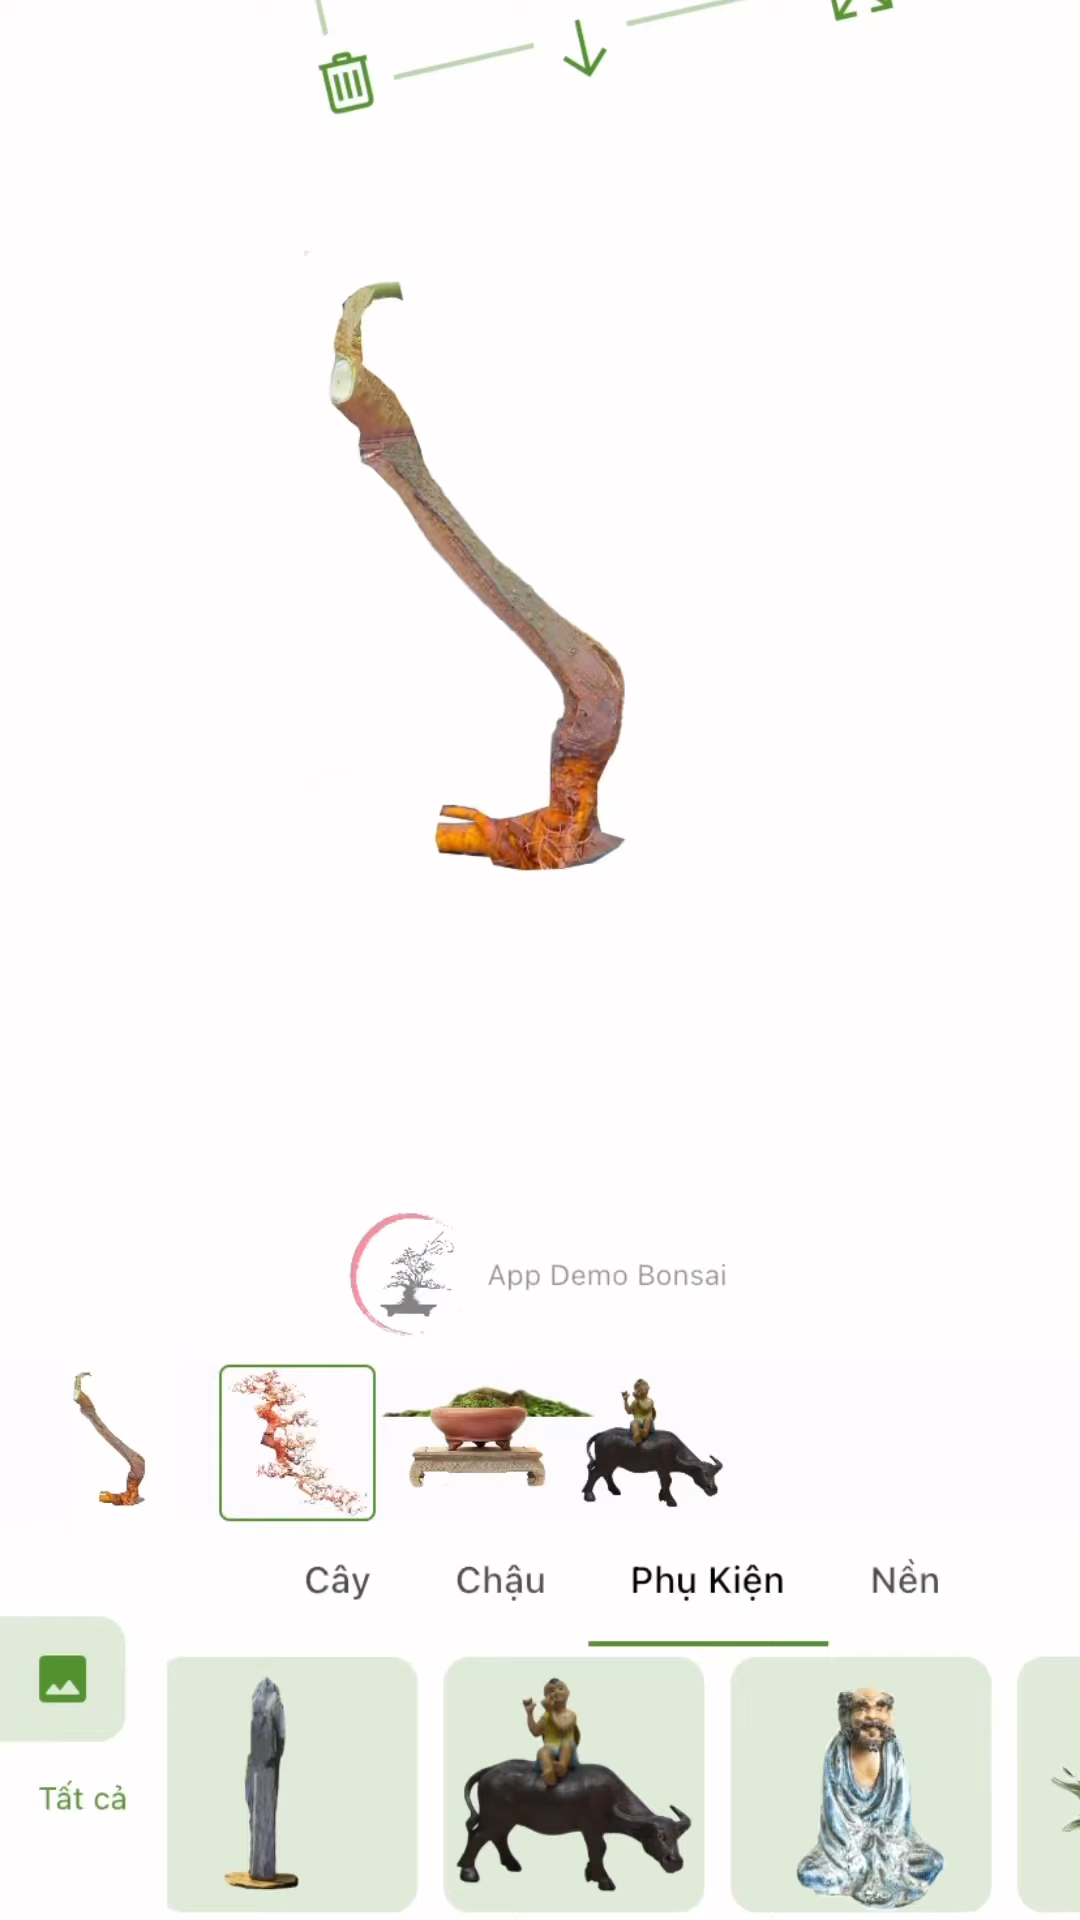 App Demo Bonsai
Cây
Chậu
Phụ Kiện
Nền
Tất cả